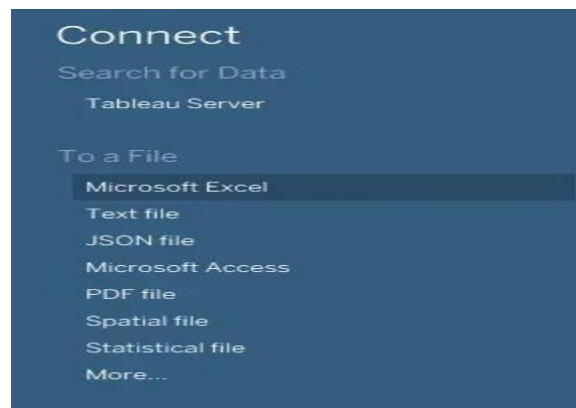 Connect
Search for Data
Tableau Server
To a File
Microsoft Excel
Text file
JSON file
Microsoft Access
PDF file
Spatial file
Statistical file
More...